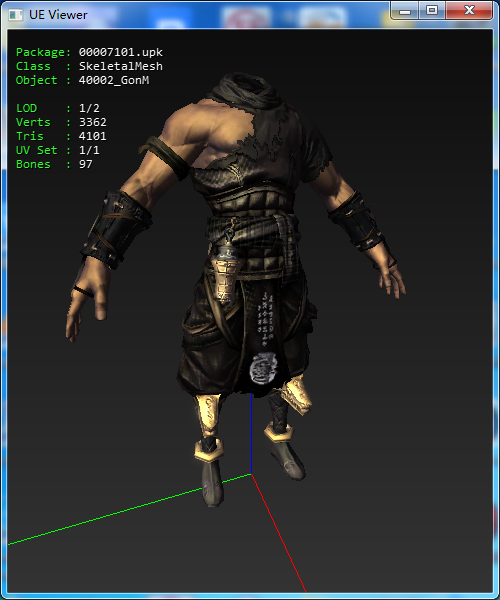 UE Viewer
Package: 00007101.upk
Class : SkeletalMesh
Object : 40002_GonM
LOD : 1/2
Verts : 3362
Tris : 4101
UV Set : 1/1
Bones : 97